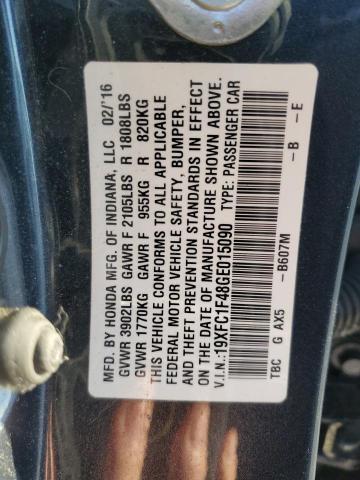 MFG. BY HONDA MFG. OF INDIANA, LLC 02/'16
GVWR 3902LBS GAWR F 2105LBS R 1808LBS
GVWR 1770KG GAWR F 955KG R 820KG
THIS VEHICLE CONFORMS TO ALL APPLICABLE
FEDERAL MOTOR VEHICLE SAFETY, BUMPER,
AND THEFT PREVENTION STANDARDS IN EFFECT
ON THE DATE OF MANUFACTURE SHOWN ABOVE.
V.I.N.:19XFC1F48GE015090 TYPE: PASSENGER CAR
TBC G AX5 -B607M -B -E